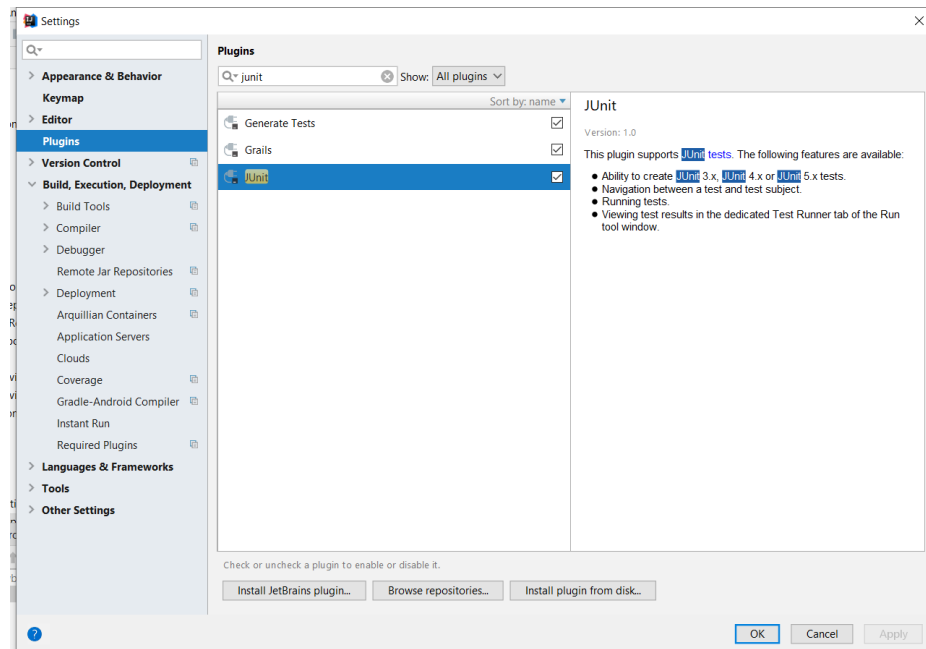 Settings
Plugins
junit
Show: All plugins
Appearance & Behavior
Keymap
Editor
Plugins
Version Control
Build, Execution, Deployment
Build Tools
Compiler
Debugger
Remote Jar Repositories
Deployment
Arquillian Containers
Application Servers
Clouds
Coverage
Gradle-Android Compiler
Instant Run
Required Plugins
Languages & Frameworks
Tools
Other Settings
Sort by: name
Generate Tests
Grails
JUnit
JUnit
Version: 1.0
This plugin supports JUnit tests. The following features are available:
Ability to create JUnit 3.x, JUnit 4.x or JUnit 5.x tests.
Navigation between a test and test subject.
Running tests.
Viewing test results in the dedicated Test Runner tab of the Run
tool window.
Check or uncheck a plugin to enable or disable it.
Install JetBrains plugin...
Browse repositories...
Install plugin from disk...
?
OK
Cancel
Apply